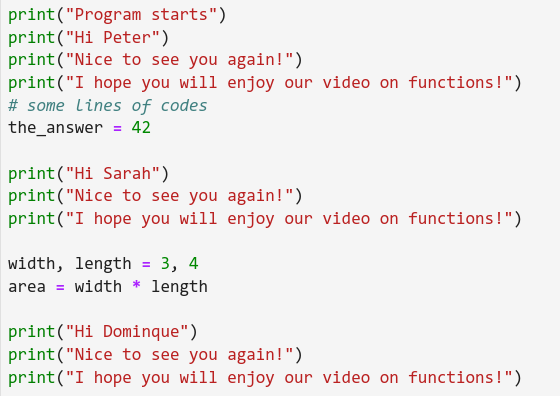 print("Program starts")
print("Hi Peter")
print("Nice to see you again!")
print("I hope you will enjoy our video on functions!")
# some lines of codes
the_answer = 42
print("Hi Sarah")
print("Nice to see you again!")
print("I hope you will enjoy our video on functions!")
width, length = 3, 4
area = width * length
print("Hi Dominque")
print("Nice to see you again!")
print("I hope you will enjoy our video on functions!")